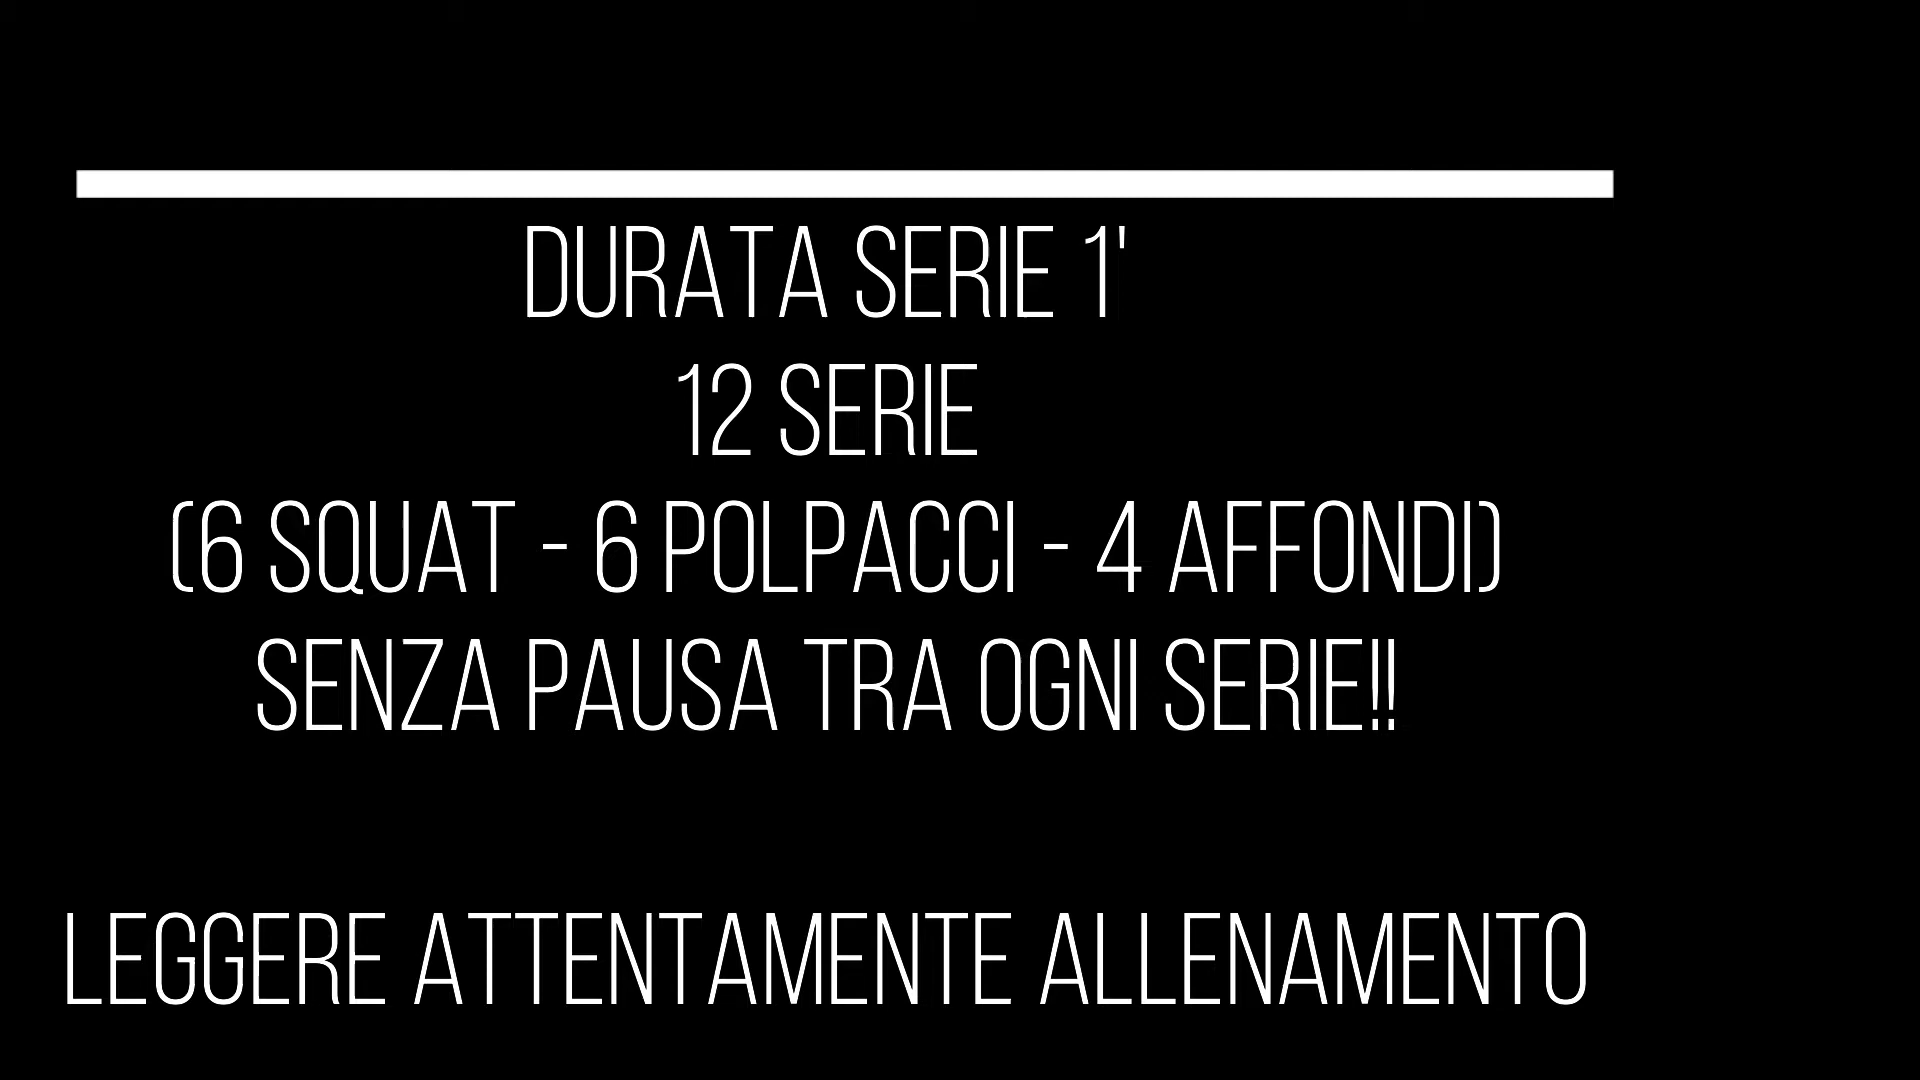 DURATA SERIE 1'
12 SERIE
(6 SQUAT - 6 POLPACCI - 4 AFFONDI)
SENZA PAUSA TRA OGNI SERIE!!
LEGGERE ATTENTAMENTE ALLENAMENTO